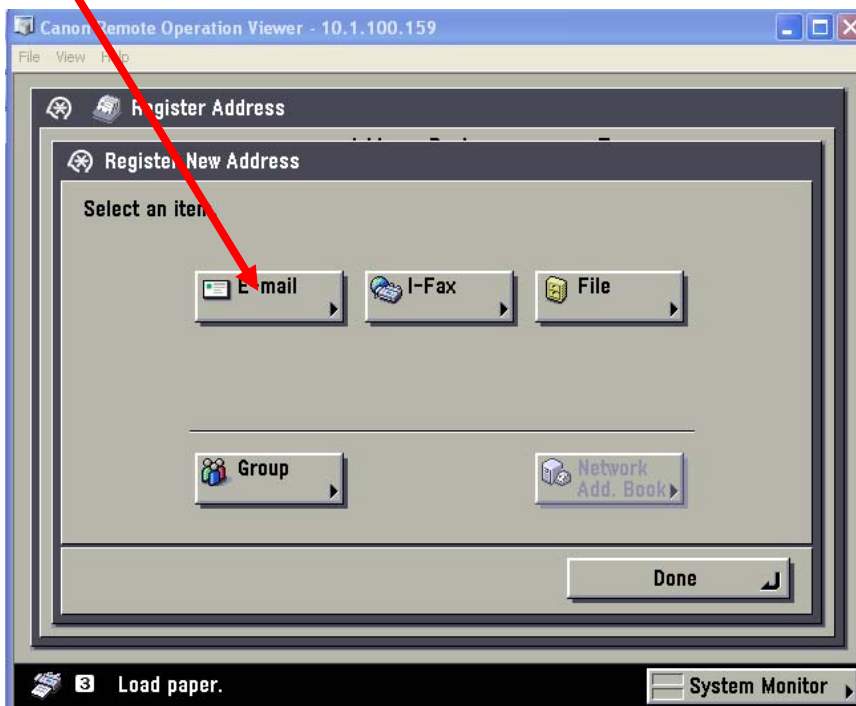 Canon Remote Operation Viewer - 10.1.100.159
File View Help
Register Address
Register New Address
Select an item.
E-mail
I-Fax
File
Group
Network
Add. Book
Done
3 Load paper.
System Monitor